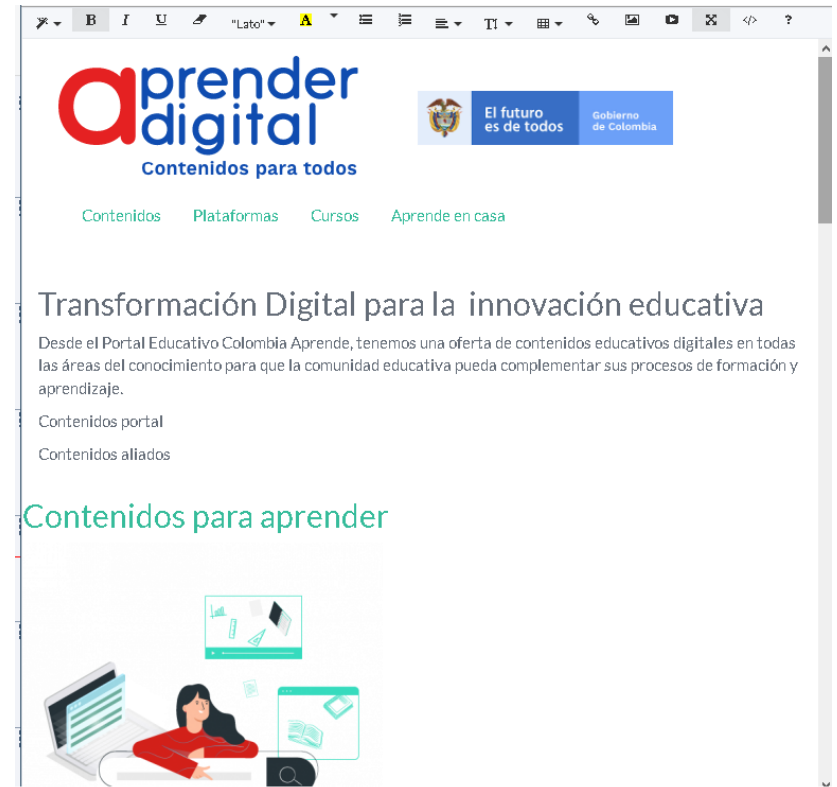 B I U "Lato" A TI </> ?
aprender
digital
Contenidos para todos
El futuro
es de todos
Gobierno
de Colombia
Contenidos Plataformas Cursos Aprende en casa
Transformación Digital para la innovación educativa
Desde el Portal Educativo Colombia Aprende, tenemos una oferta de contenidos educativos digitales en todas
las áreas del conocimiento para que la comunidad educativa pueda complementar sus procesos de formación y
aprendizaje.
Contenidos portal
Contenidos aliados
Contenidos para aprender